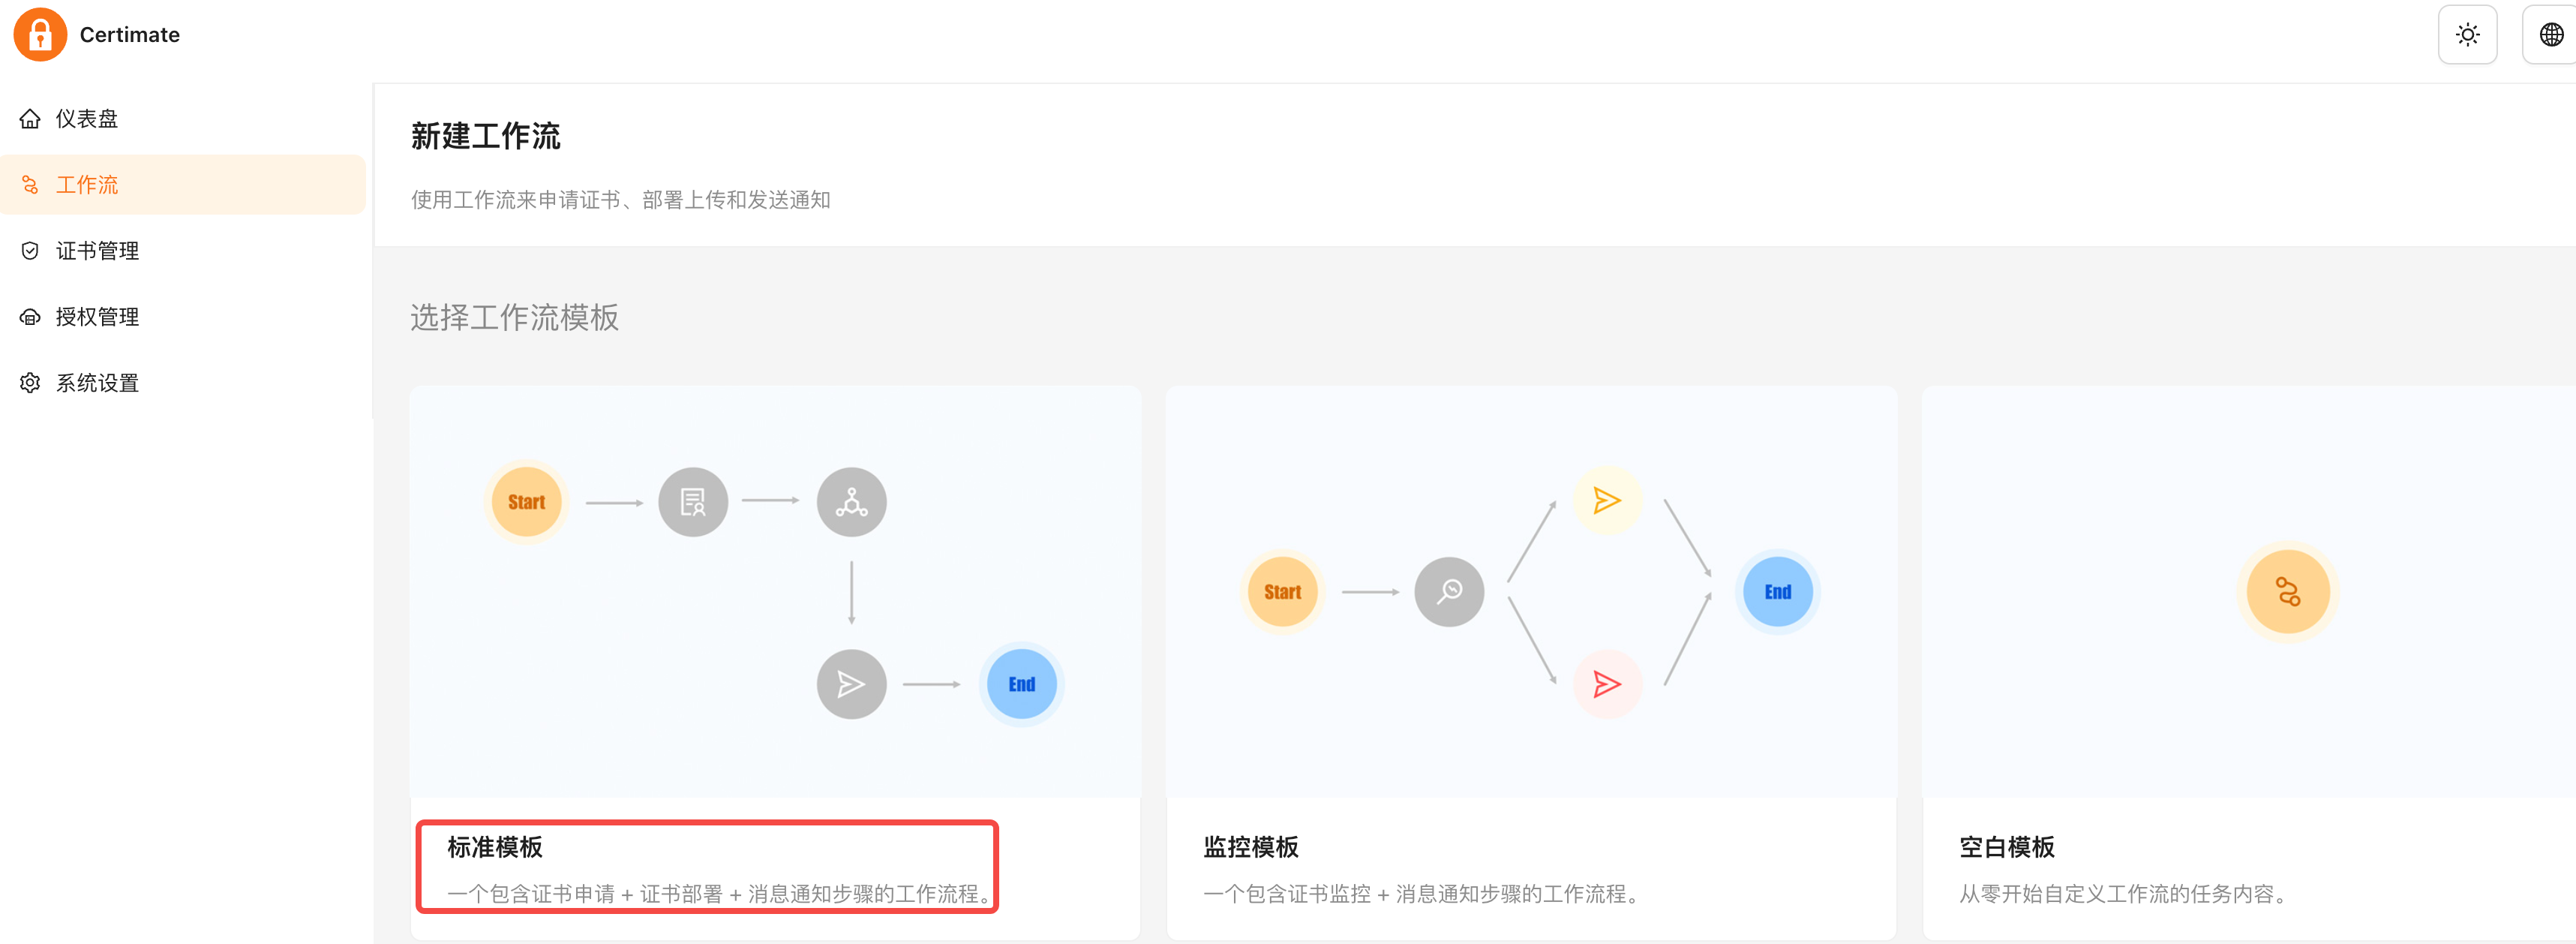 Certimate
仪表盘
工作流
证书管理
授权管理
系统设置
新建工作流
使用工作流来申请证书、部署上传和发送通知
选择工作流模板
Start
End
标准模板
一个包含证书申请 + 证书部署 + 消息通知步骤的工作流程。
Start
End
监控模板
一个包含证书监控 + 消息通知步骤的工作流程。
空白模板
从零开始自定义工作流的任务内容。